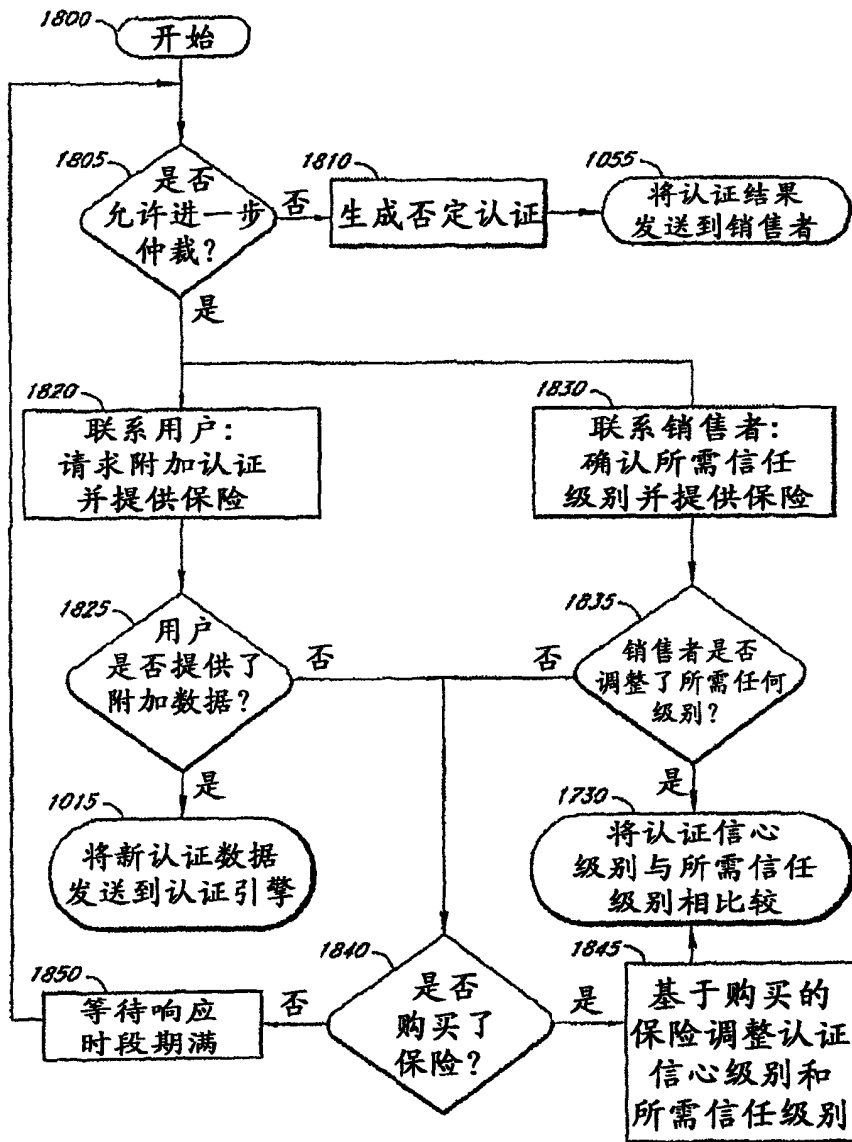 1800
开始
1805
是否
允许进一步
仲裁?
否
1810
生成否定认证
1055
将认证结果
发送到销售者
是
1820
联系用户:
请求附加认证
并提供保险
1830
联系销售者:
确认所需信任
级别并提供保险
1825
用户
是否提供了
附加数据?
否
1835
销售者是否
调整了所需任何
级别?
否
是
1015
将新认证数据
发送到认证引擎
是
1730
将认证信心
级别与所需信任
级别相比较
1840
是否
购买了
保险?
否
1850
等待响应
时段期满
是
1845
基于购买的
保险调整认证
信心级别和
所需信任级别